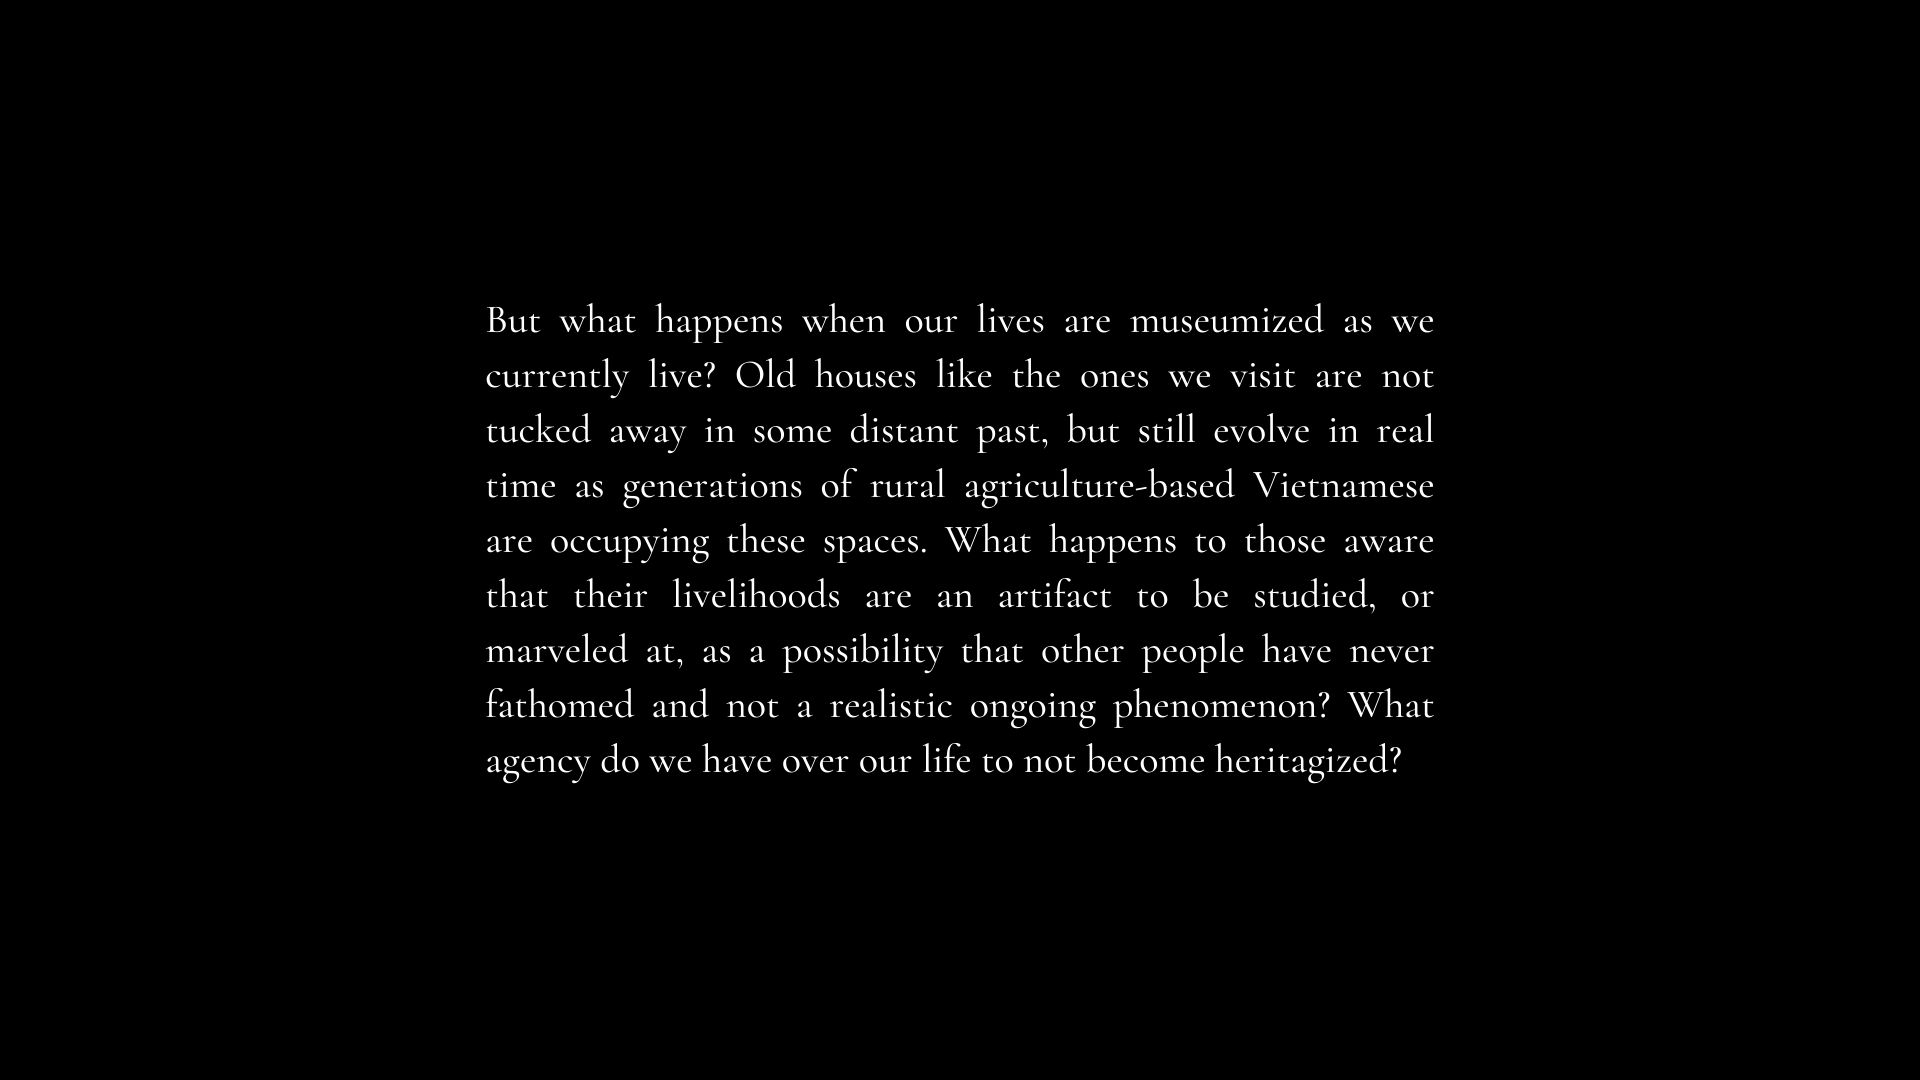 But what happens when our lives are museumized as we
currently live? Old houses like the ones we visit are not
tucked away in some distant past, but still evolve in real
time as generations of rural agriculture-based Vietnamese
are occupying these spaces. What happens to those aware
that their livelihoods are an artifact to be studied, or
marveled at, as a possibility that other people have never
fathomed and not a realistic ongoing phenomenon? What
agency do we have over our life to not become heritagized?